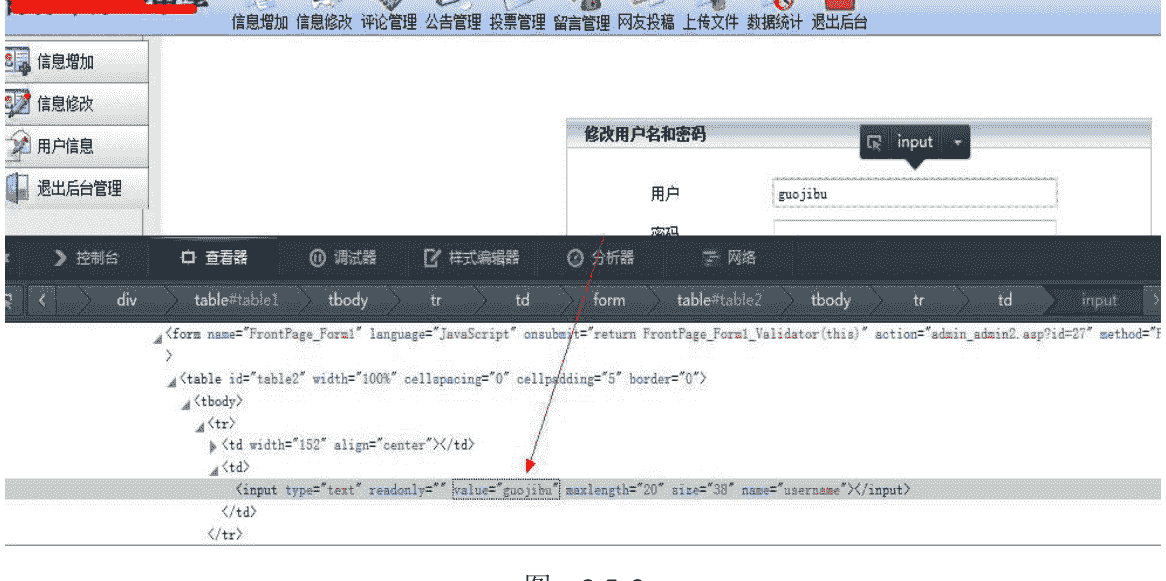 信息增加 信息修改 评论管理 公告管理 投票管理 留言管理 网友投稿 上传文件 数据统计 退出后台
信息增加
信息修改
用户信息
退出后台管理
修改用户名和密码
input
用户 guojibu
密码
控制台 查看器 调试器 样式编辑器 分析器 网络
div table#table1 tbody tr td form table#table2 tbody tr td input
<form name="FrontPage_Form1" language="JavaScript" onsubmit="return FrontPage_Form1_Validator(this)" action="admin_admin2.asp?id=27" method="
>
<table id="table2" width="100%" cellspacing="0" cellpadding="5" border="0">
<tbody>
<tr>
<td width="152" align="center"></td>
<td>
<input type="text" readonly="" value="guojibu" maxlength="20" size="38" name="username"></input>
</td>
</tr>